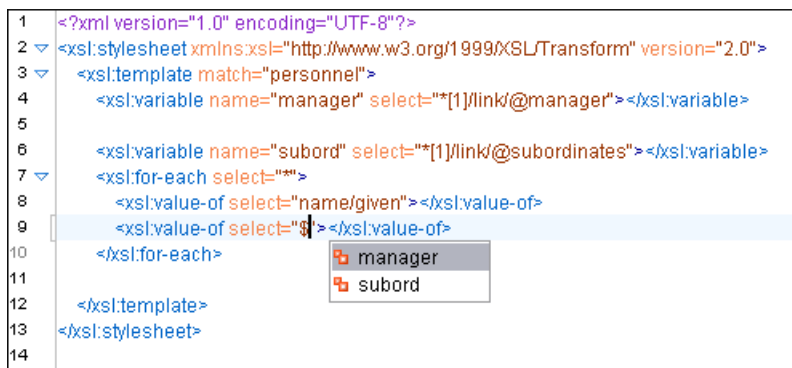 1 <?xml version="1.0" encoding="UTF-8"?>
2 <xsl:stylesheet xmlns:xsl="http://www.w3.org/1999/XSL/Transform" version="2.0">
3 <xsl:template match="personnel">
4 <xsl:variable name="manager" select="*[1]/link/@manager"></xsl:variable>
5
6 <xsl:variable name="subord" select="*[1]/link/@subordinates"></xsl:variable>
7 <xsl:for-each select="*">
8 <xsl:value-of select="name/given"></xsl:value-of>
9 <xsl:value-of select="$"></xsl:value-of>
10 </xsl:for-each>
manager
11
subord
12 </xsl:template>
13 </xsl:stylesheet>
14